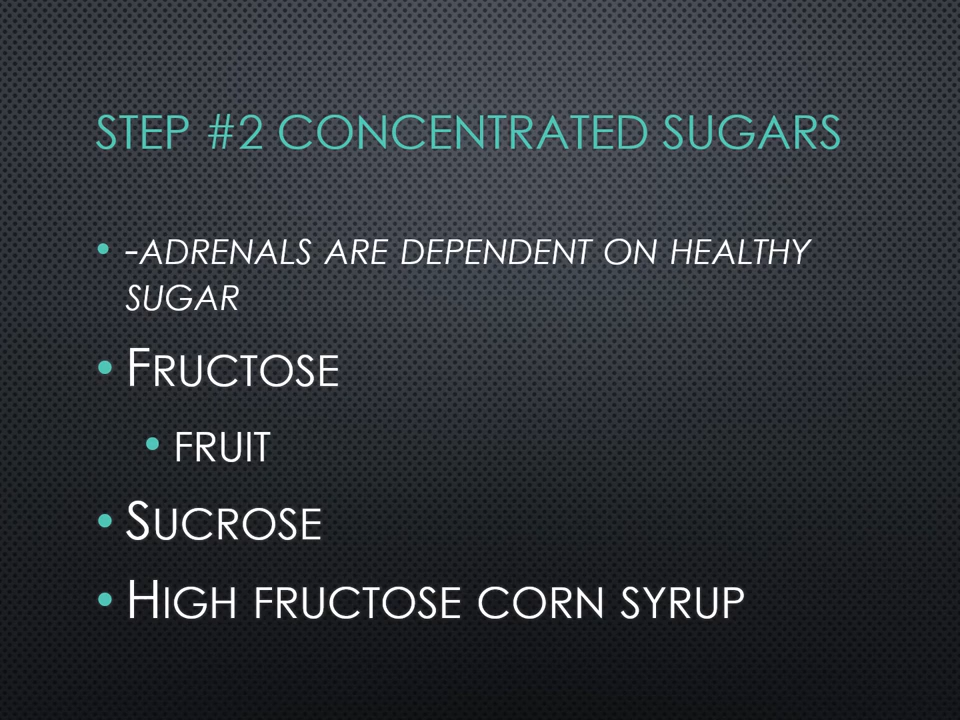 STEP #2 CONCENTRATED SUGARS
• -ADRENALS ARE DEPENDENT ON HEALTHY
SUGAR
• FRUCTOSE
• FRUIT
• SUCROSE
• HIGH FRUCTOSE CORN SYRUP